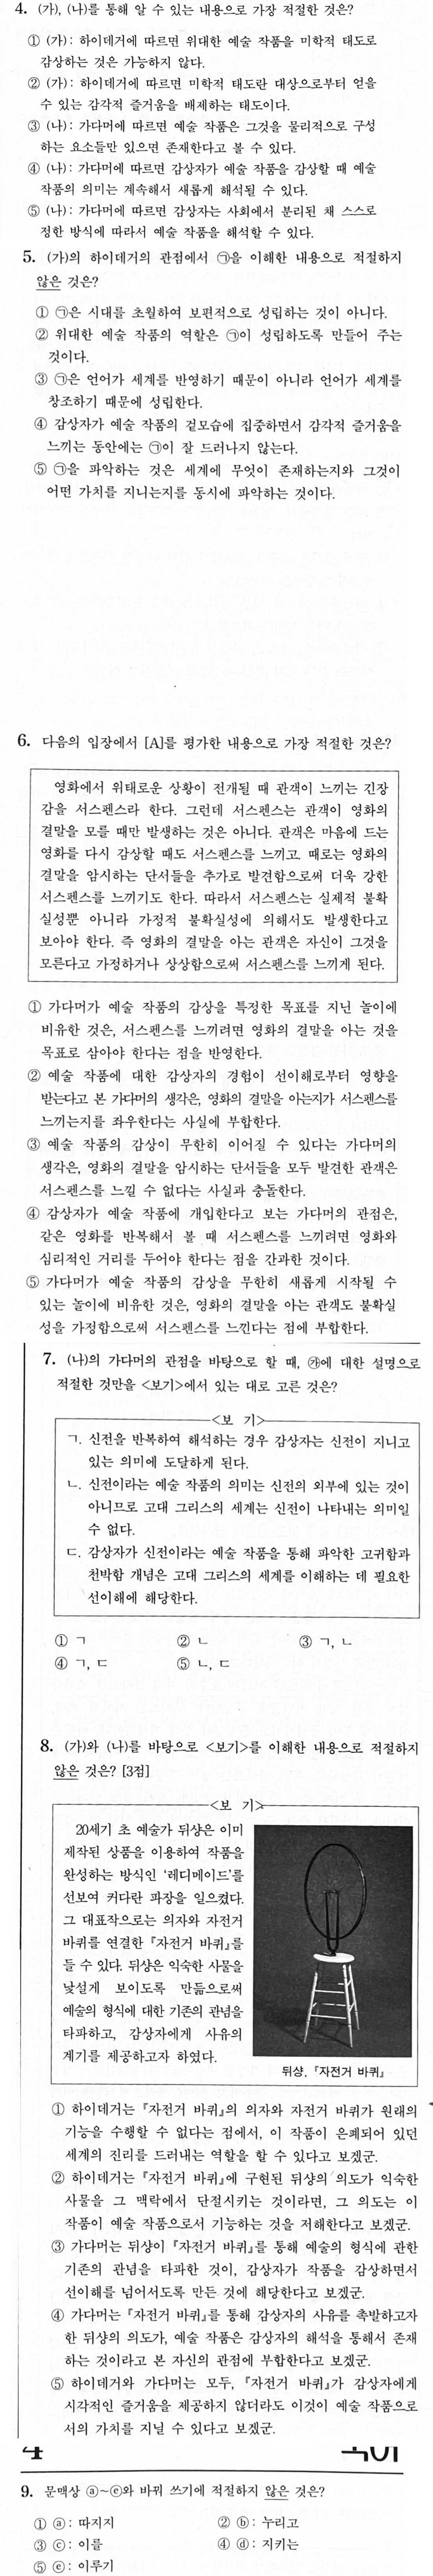 4. (가), (나)를 통해 알 수 있는 내용으로 가장 적절한 것은?
① (가): 하이데거에 따르면 위대한 예술 작품을 미학적 태도로
감상하는 것은 가능하지 않다.
② (가): 하이데거에 따르면 미학적 태도란 대상으로부터 얻을
수 있는 감각적 즐거움을 배제하는 태도이다.
③ (나): 가다머에 따르면 예술 작품은 그것을 물리적으로 구성
하는 요소들만 있으면 존재한다고 볼 수 있다.
④ (나): 가다머에 따르면 감상자가 예술 작품을 감상할 때 예술
작품의 의미는 계속해서 새롭게 해석될 수 있다.
⑤ (나): 가다머에 따르면 감상자는 사회에서 분리된 채 스스로
정한 방식에 따라서 예술 작품을 해석할 수 있다.
5. (가)의 하이데거의 관점에서 ㉠을 이해한 내용으로 적절하지
않은 것은?
① ㉠은 시대를 초월하여 보편적으로 성립하는 것이 아니다.
② 위대한 예술 작품의 역할은 ㉠이 성립하도록 만들어 주는
것이다.
③ ㉠은 언어가 세계를 반영하기 때문이 아니라 언어가 세계를
창조하기 때문에 성립한다.
④ 감상자가 예술 작품의 겉모습에 집중하면서 감각적 즐거움을
느끼는 동안에는 ㉠이 잘 드러나지 않는다.
⑤ ㉠을 파악하는 것은 세계에 무엇이 존재하는지와 그것이
어떤 가치를 지니는지를 동시에 파악하는 것이다.
6. 다음의 입장에서 [A]를 평가한 내용으로 가장 적절한 것은?
영화에서 위태로운 상황이 전개될 때 관객이 느끼는 긴장
감을 서스펜스라 한다. 그런데 서스펜스는 관객이 영화의
결말을 모를 때만 발생하는 것은 아니다. 관객은 마음에 드는
영화를 다시 감상할 때도 서스펜스를 느끼고, 때로는 영화의
결말을 암시하는 단서들을 추가로 발견함으로써 더욱 강한
서스펜스를 느끼기도 한다. 따라서 서스펜스는 실제적 불확
실성뿐 아니라 가정적 불확실성에 의해서도 발생한다고
보아야 한다. 즉 영화의 결말을 아는 관객은 자신이 그것을
모른다고 가정하거나 상상함으로써 서스펜스를 느끼게 된다.
① 가다머가 예술 작품의 감상을 특정한 목표를 지닌 놀이에
비유한 것은, 서스펜스를 느끼려면 영화의 결말을 아는 것을
목표로 삼아야 한다는 점을 반영한다.
② 예술 작품에 대한 감상자의 경험이 선이해로부터 영향을
받는다고 본 가다머의 생각은, 영화의 결말을 아는지가 서스펜스를
느끼는지를 좌우한다는 사실에 부합한다.
③ 예술 작품의 감상이 무한히 이어질 수 있다는 가다머의
생각은, 영화의 결말을 암시하는 단서들을 모두 발견한 관객은
서스펜스를 느낄 수 없다는 사실과 충돌한다.
④ 감상자가 예술 작품에 개입한다고 보는 가다머의 관점은,
같은 영화를 반복해서 볼 때 서스펜스를 느끼려면 영화와
심리적인 거리를 두어야 한다는 점을 간과한 것이다.
⑤ 가다머가 예술 작품의 감상을 무한히 새롭게 시작될 수
있는 놀이에 비유한 것은, 영화의 결말을 아는 관객도 불확실
성을 가정함으로써 서스펜스를 느낀다는 점에 부합한다.
7. (나)의 가다머의 관점을 바탕으로 할 때, ㉮에 대한 설명으로
적절한 것만을 <보기>에서 있는 대로 고른 것은?
<보 기>
ㄱ. 신전을 반복하여 해석하는 경우 감상자는 신전이 지니고
있는 의미에 도달하게 된다.
ㄴ. 신전이라는 예술 작품의 의미는 신전의 외부에 있는 것이
아니므로 고대 그리스의 세계는 신전이 나타내는 의미일
수 없다.
ㄷ. 감상자가 신전이라는 예술 작품을 통해 파악한 고귀함과
천박함 개념은 고대 그리스의 세계를 이해하는 데 필요한
선이해에 해당한다.
① ㄱ ② ㄴ ③ ㄱ, ㄴ
④ ㄱ, ㄷ ⑤ ㄴ, ㄷ
8. (가)와 (나)를 바탕으로 <보기>를 이해한 내용으로 적절하지
않은 것은? [3점]
<보 기>
20세기 초 예술가 뒤샹은 이미
제작된 상품을 이용하여 작품을
완성하는 방식인 ‘레디메이드’를
선보여 커다란 파장을 일으켰다.
그 대표작으로는 의자와 자전거
바퀴를 연결한 『자전거 바퀴』를
들 수 있다. 뒤샹은 익숙한 사물을
낯설게 보이도록 만듦으로써
예술의 형식에 대한 기존의 관념을
타파하고, 감상자에게 사유의
계기를 제공하고자 하였다.
뒤샹, 『자전거 바퀴』
① 하이데거는 『자전거 바퀴』의 의자와 자전거 바퀴가 원래의
기능을 수행할 수 없다는 점에서, 이 작품이 은폐되어 있던
세계의 진리를 드러내는 역할을 할 수 있다고 보겠군.
② 하이데거는 『자전거 바퀴』에 구현된 뒤샹의 의도가 익숙한
사물을 그 맥락에서 단절시키는 것이라면, 그 의도는 이
작품이 예술 작품으로서 기능하는 것을 저해한다고 보겠군.
③ 가다머는 뒤샹이 『자전거 바퀴』를 통해 예술의 형식에 관한
기존의 관념을 타파한 것이, 감상자가 작품을 감상하면서
선이해를 넘어서도록 만든 것에 해당한다고 보겠군.
④ 가다머는 『자전거 바퀴』를 통해 감상자의 사유를 촉발하고자
한 뒤샹의 의도가, 예술 작품은 감상자의 해석을 통해서 존재
하는 것이라고 본 자신의 관점에 부합한다고 보겠군.
⑤ 하이데거와 가다머는 모두, 『자전거 바퀴』가 감상자에게
시각적인 즐거움을 제공하지 않더라도 이것이 예술 작품으로
서의 가치를 지닐 수 있다고 보겠군.
9. 문맥상 ⓐ~ⓔ와 바꿔 쓰기에 적절하지 않은 것은?
① ⓐ: 따지지 ② ⓑ: 누리고
③ ⓒ: 이를 ④ ⓓ: 지키는
⑤ ⓔ: 이루기